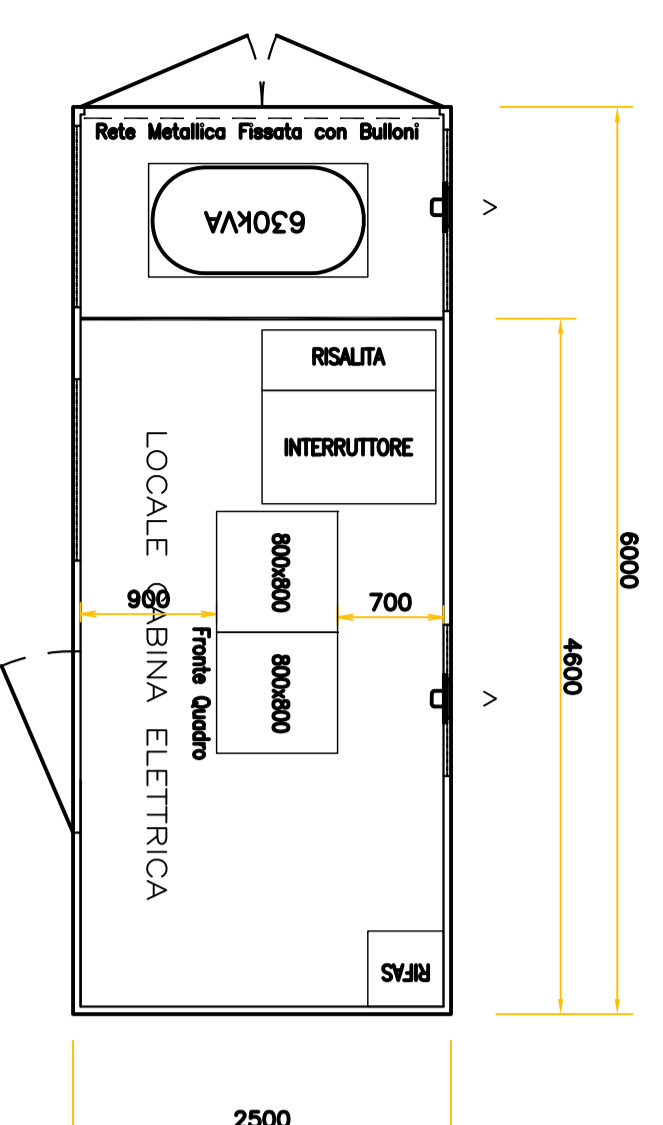 Rete Metallica Fissata con Bulloni
630kVA
RISALITA
INTERRUTTORE
LOCALE CABINA ELETTRICA
800x800
900
700
6000
4600
Fronte Quadro
800x800
RIFAS
2500